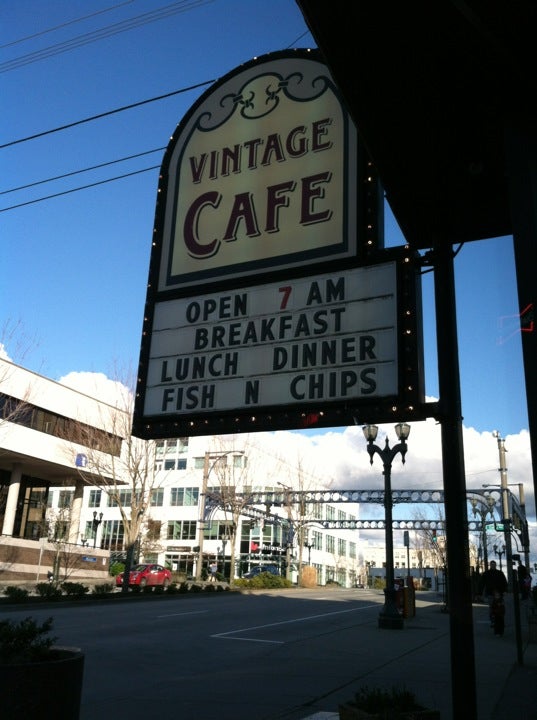 VINTAGE
CAFE
OPEN 7 AM
BREAKFAST
LUNCH DINNER
FISH N CHIPS